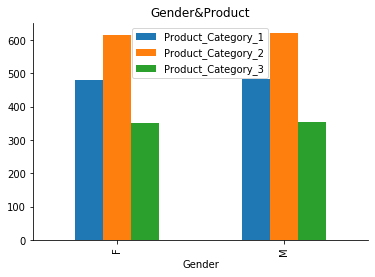 Gender&Product
Product_Category_1
Product_Category_2
Product_Category_3
600
500
400
300
200
100
0
F
M
Gender